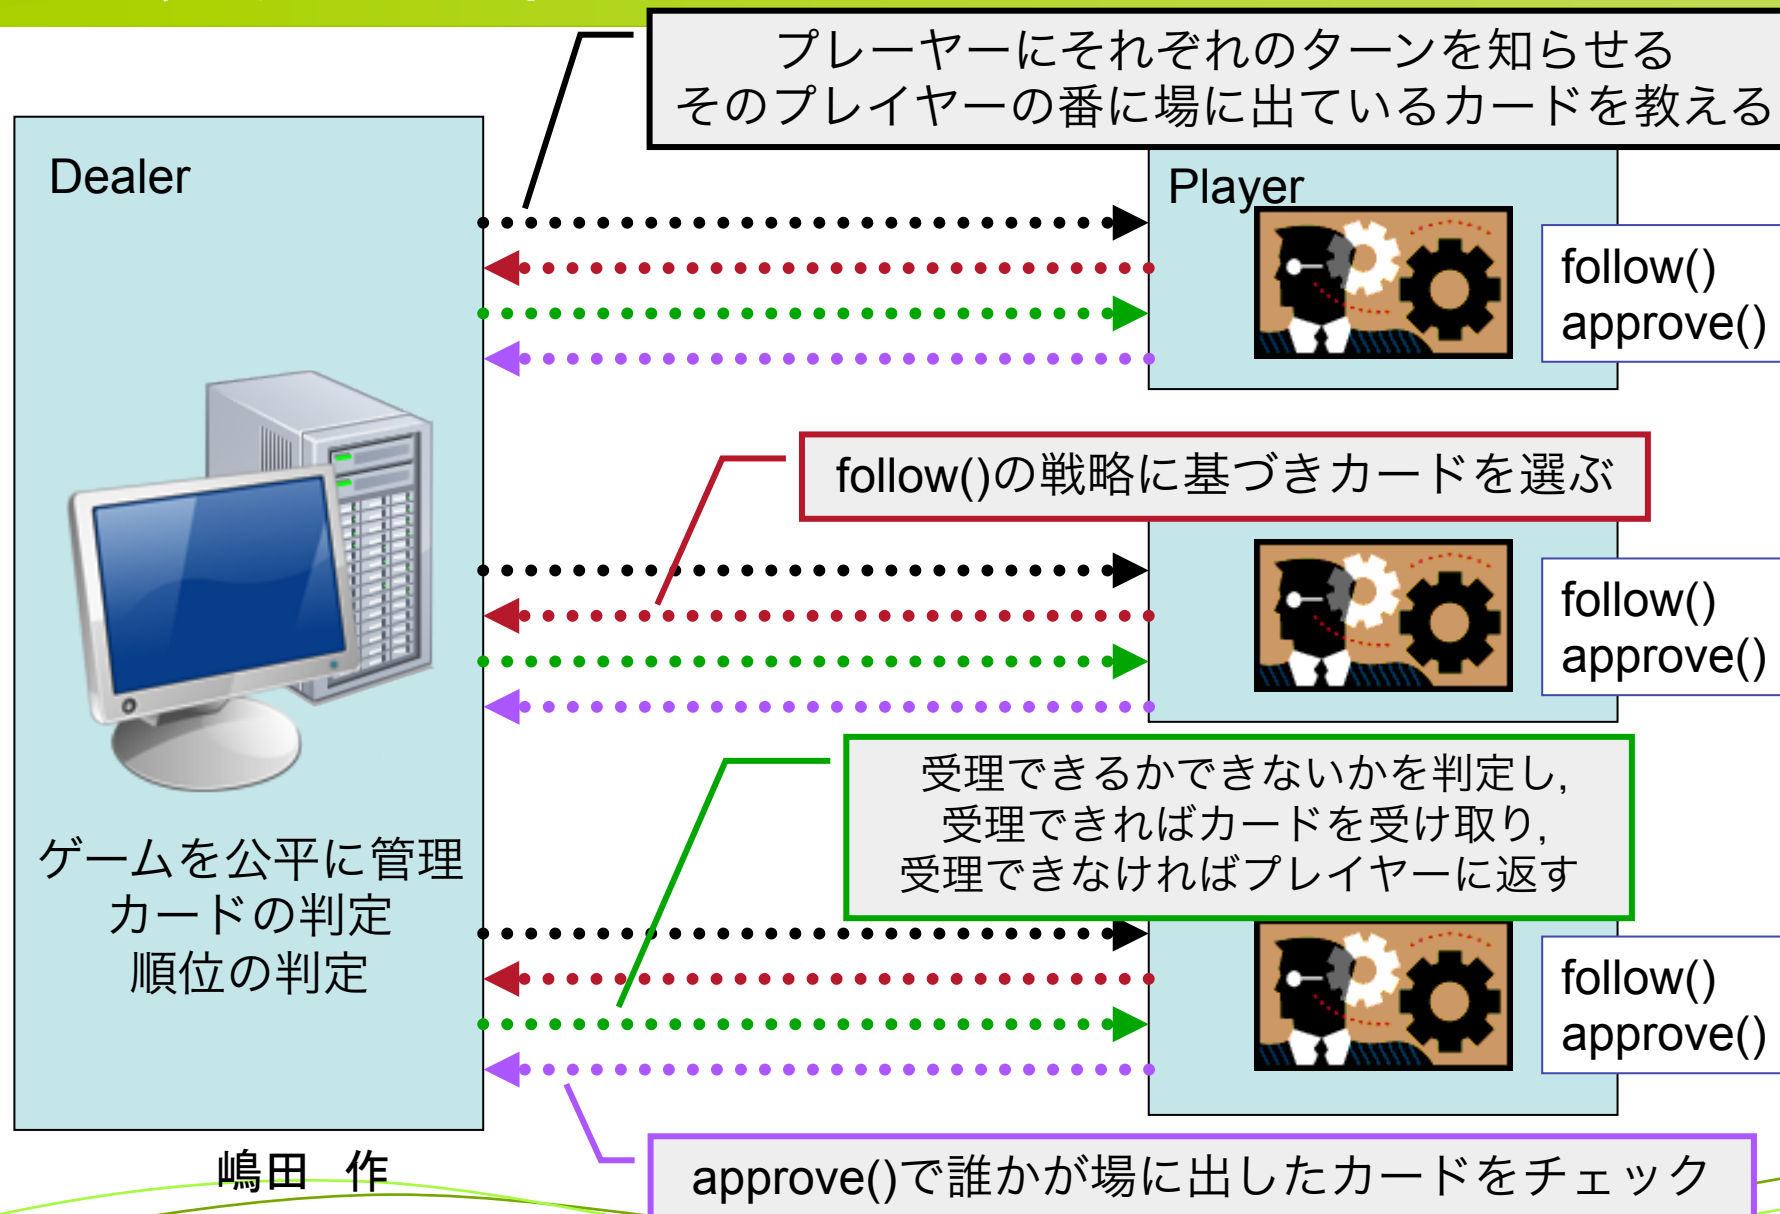 プレーヤーにそれぞれのターンを知らせる
そのプレイヤーの番に場に出ているカードを教える
Dealer
Player
follow()
approve()
follow()の戦略に基づきカードを選ぶ
follow()
approve()
受理できるかできないかを判定し,
受理できればカードを受け取り,
受理できなければプレイヤーに返す
ゲームを公平に管理
カードの判定
順位の判定
follow()
approve()
嶋田　作
approve()で誰かが場に出したカードをチェック